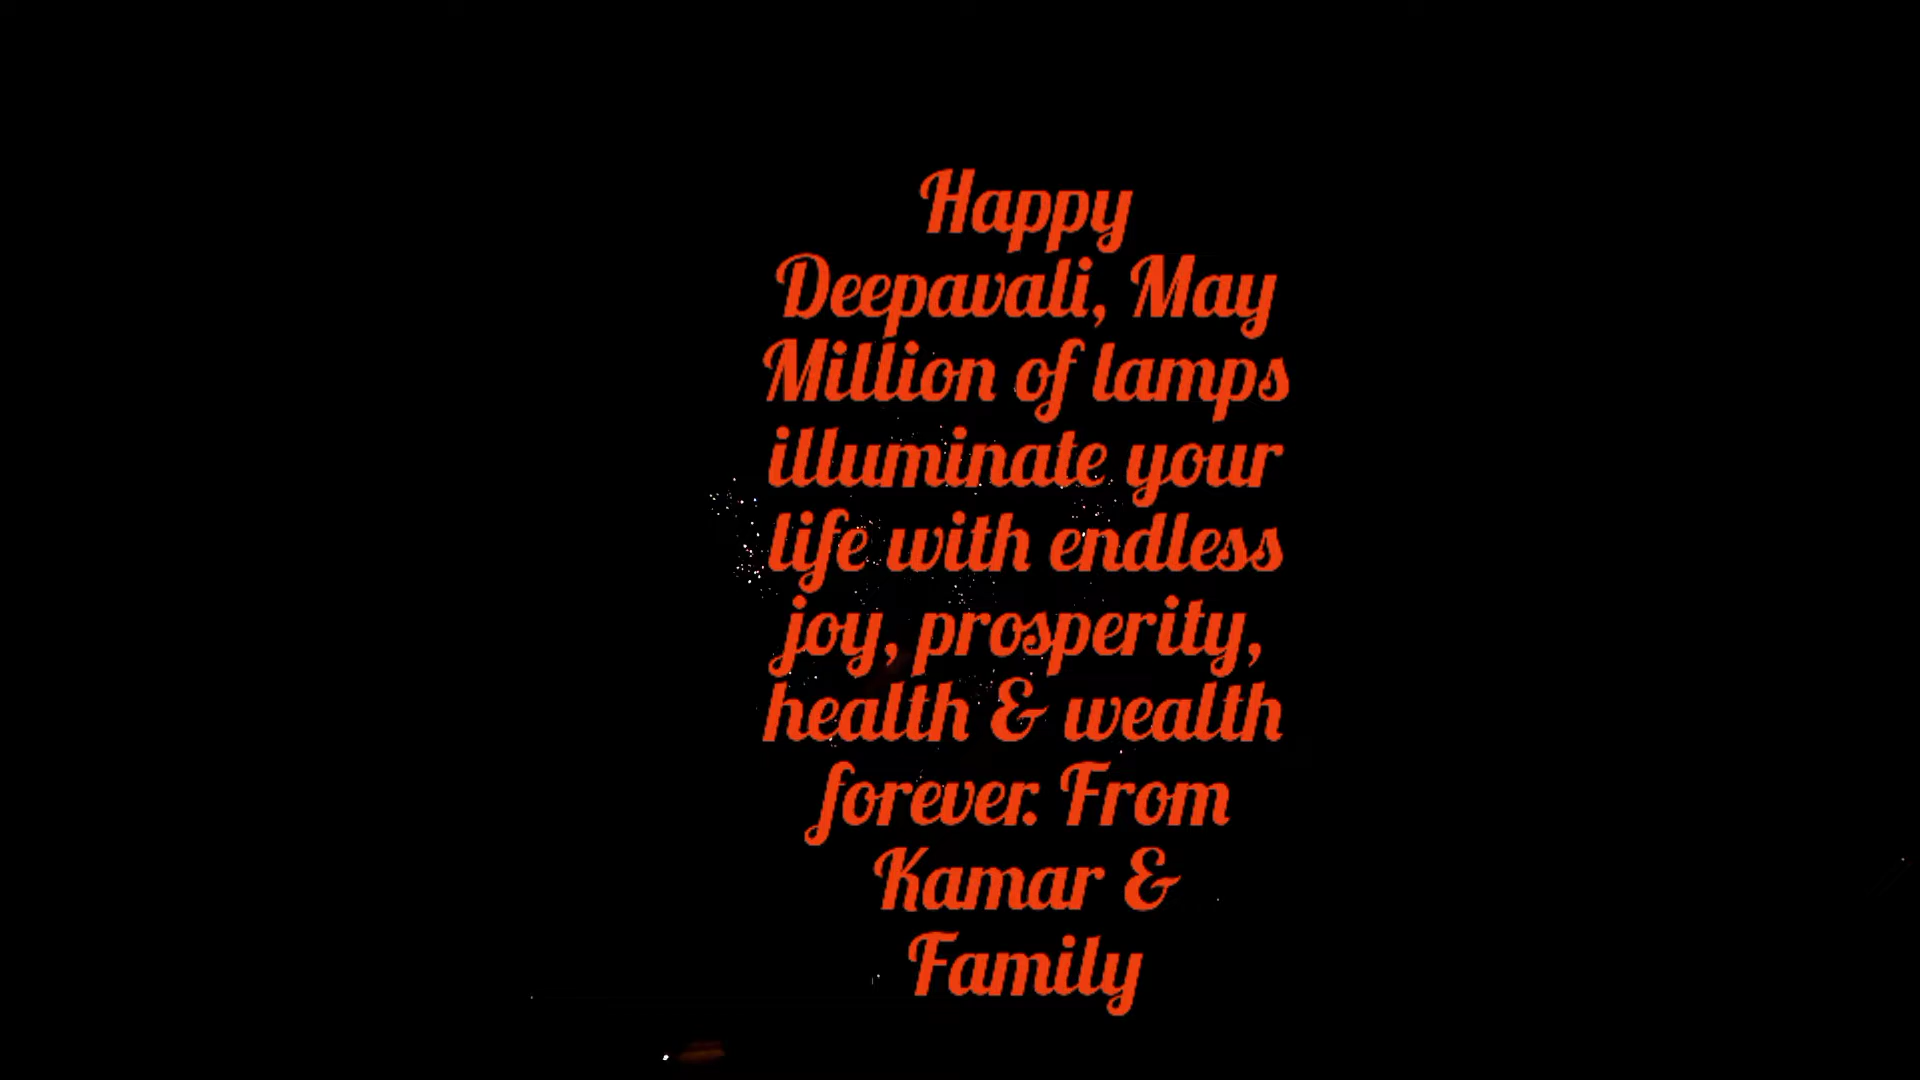 Happy
Deepavali, May
Million of lamps
illuminate your
life with endless
joy, prosperity,
health & wealth
forever. From
Kamar &
Family